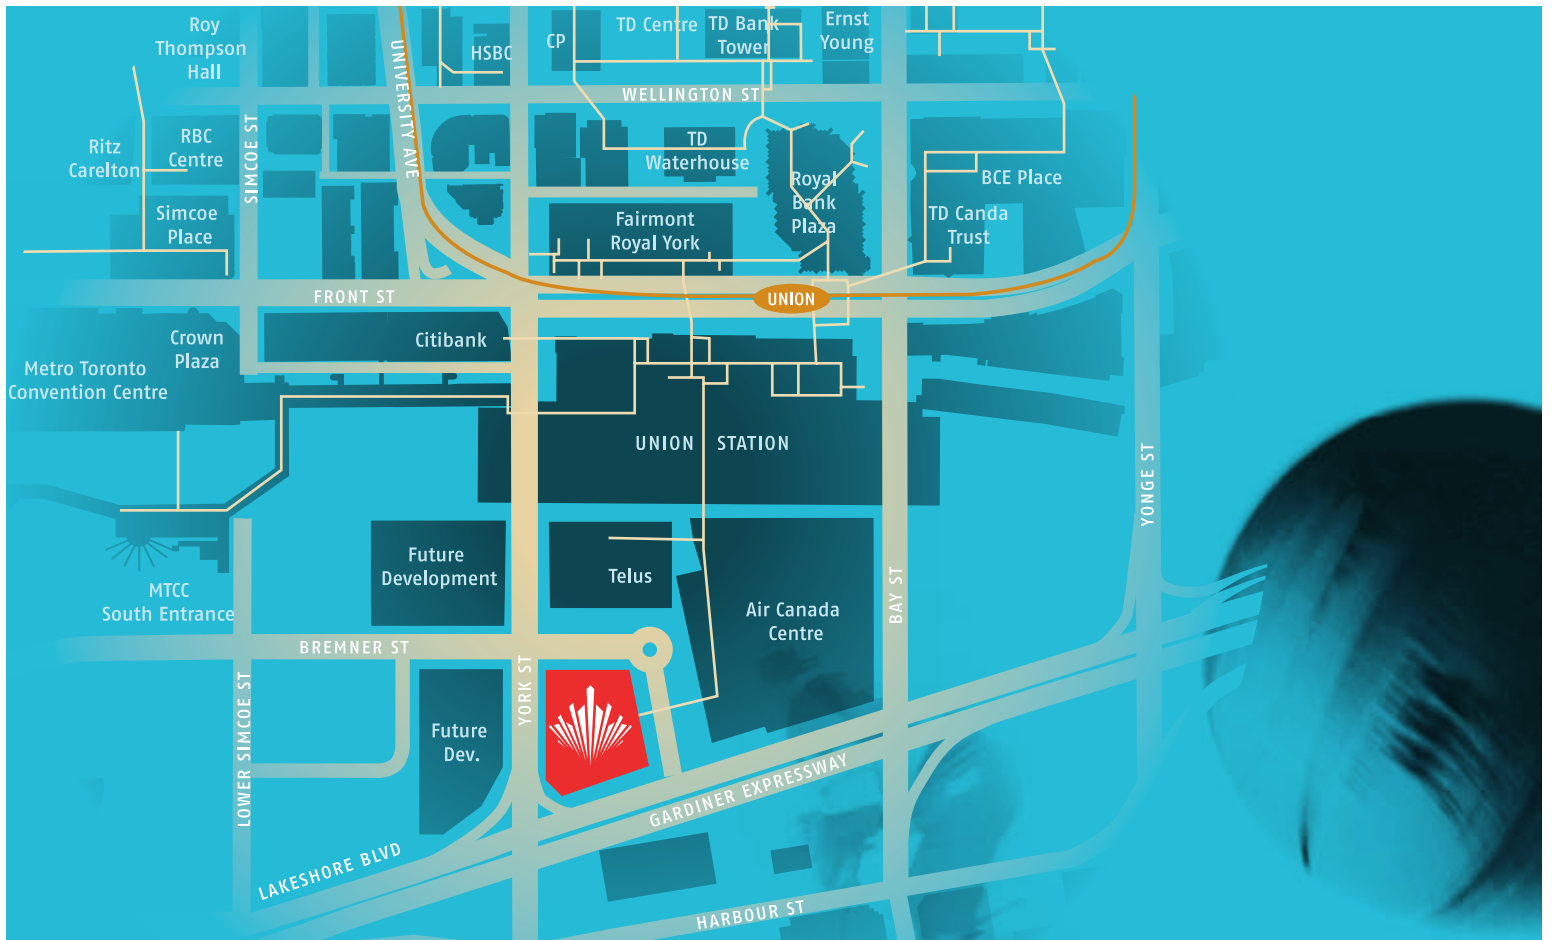 Roy
Thompson
Hall
HSBC
CP
TD Centre
TD Bank
Tower
Ernst
Young
UNIVERSITY AVE
WELLINGTON ST
SIMCOE ST
Ritz
Carelton
RBC
Centre
TD
Waterhouse
Royal
Bank
Plaza
BCE Place
Simcoe
Place
Fairmont
Royal York
TD Canda
Trust
FRONT ST
UNION
Crown
Plaza
Citibank
Metro Toronto
Convention Centre
UNION STATION
YONGE ST
Future
Development
Telus
BAY ST
MTCC
South Entrance
Air Canada
Centre
BREMNER ST
LOWER SIMCOE ST
YORK ST
Future
Dev.
GARDINER EXPRESSWAY
LAKESHORE BLVD
HARBOUR ST